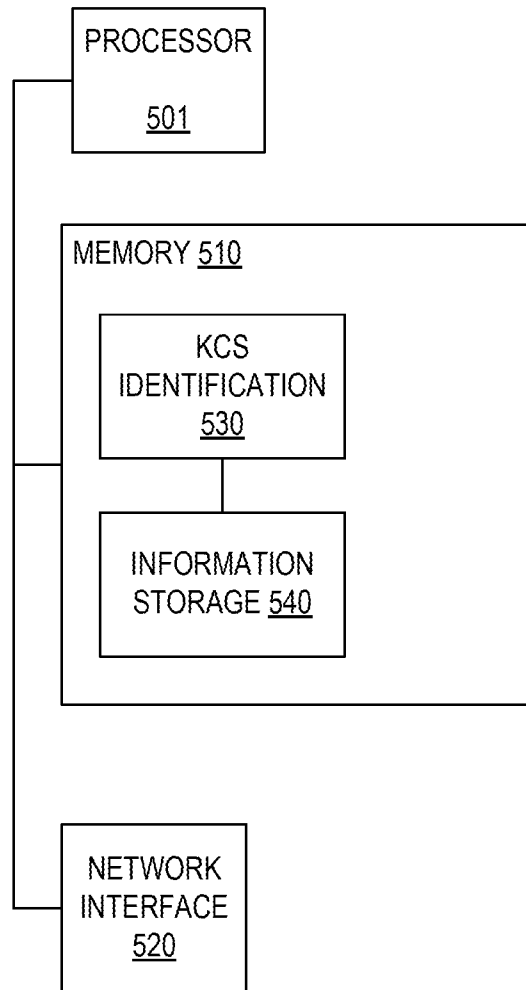 PROCESSOR
501
MEMORY 510
KCS
IDENTIFICATION
530
INFORMATION
STORAGE 540
NETWORK
INTERFACE
520